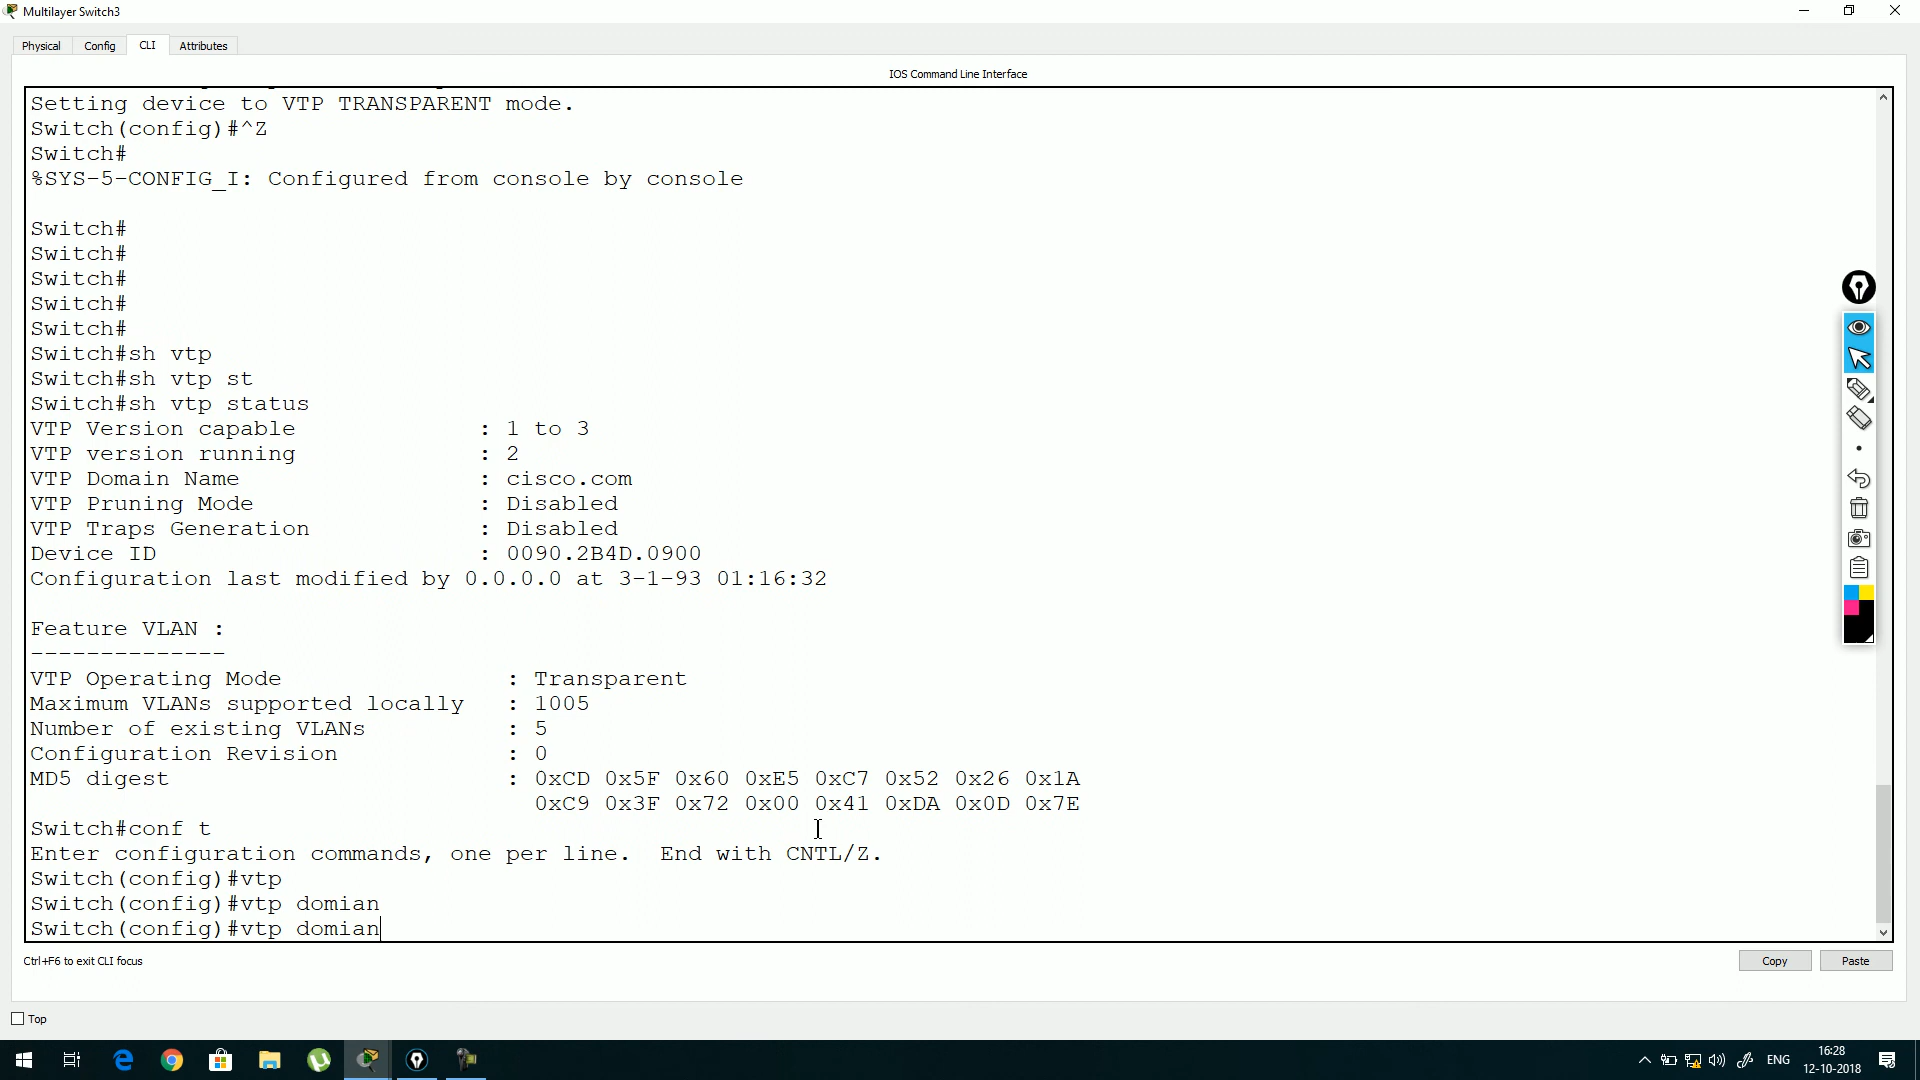 Multilayer Switch3
Physical
Config
CLI
Attributes
IOS Command Line Interface
Setting device to VTP TRANSPARENT mode.
Switch(config)#^Z
Switch#
%SYS-5-CONFIG_I: Configured from console by console
Switch#
Switch#
Switch#
Switch#
Switch#
Switch#sh vtp
Switch#sh vtp st
Switch#sh vtp status
VTP Version capable : 1 to 3
VTP version running : 2
VTP Domain Name : cisco.com
VTP Pruning Mode : Disabled
VTP Traps Generation : Disabled
Device ID : 0090.2B4D.0900
Configuration last modified by 0.0.0.0 at 3-1-93 01:16:32
Feature VLAN :
--------------
VTP Operating Mode : Transparent
Maximum VLANs supported locally : 1005
Number of existing VLANs : 5
Configuration Revision : 0
MD5 digest : 0xCD 0x5F 0x60 0xE5 0xC7 0x52 0x26 0x1A
0xC9 0x3F 0x72 0x00 0x41 0xDA 0x0D 0x7E
Switch#conf t
Enter configuration commands, one per line. End with CNTL/Z.
Switch(config)#vtp
Switch(config)#vtp domian
Switch(config)#vtp domian
Ctrl+F6 to exit CLI focus
Copy
Paste
Top
ENG
16:28
12-10-2018